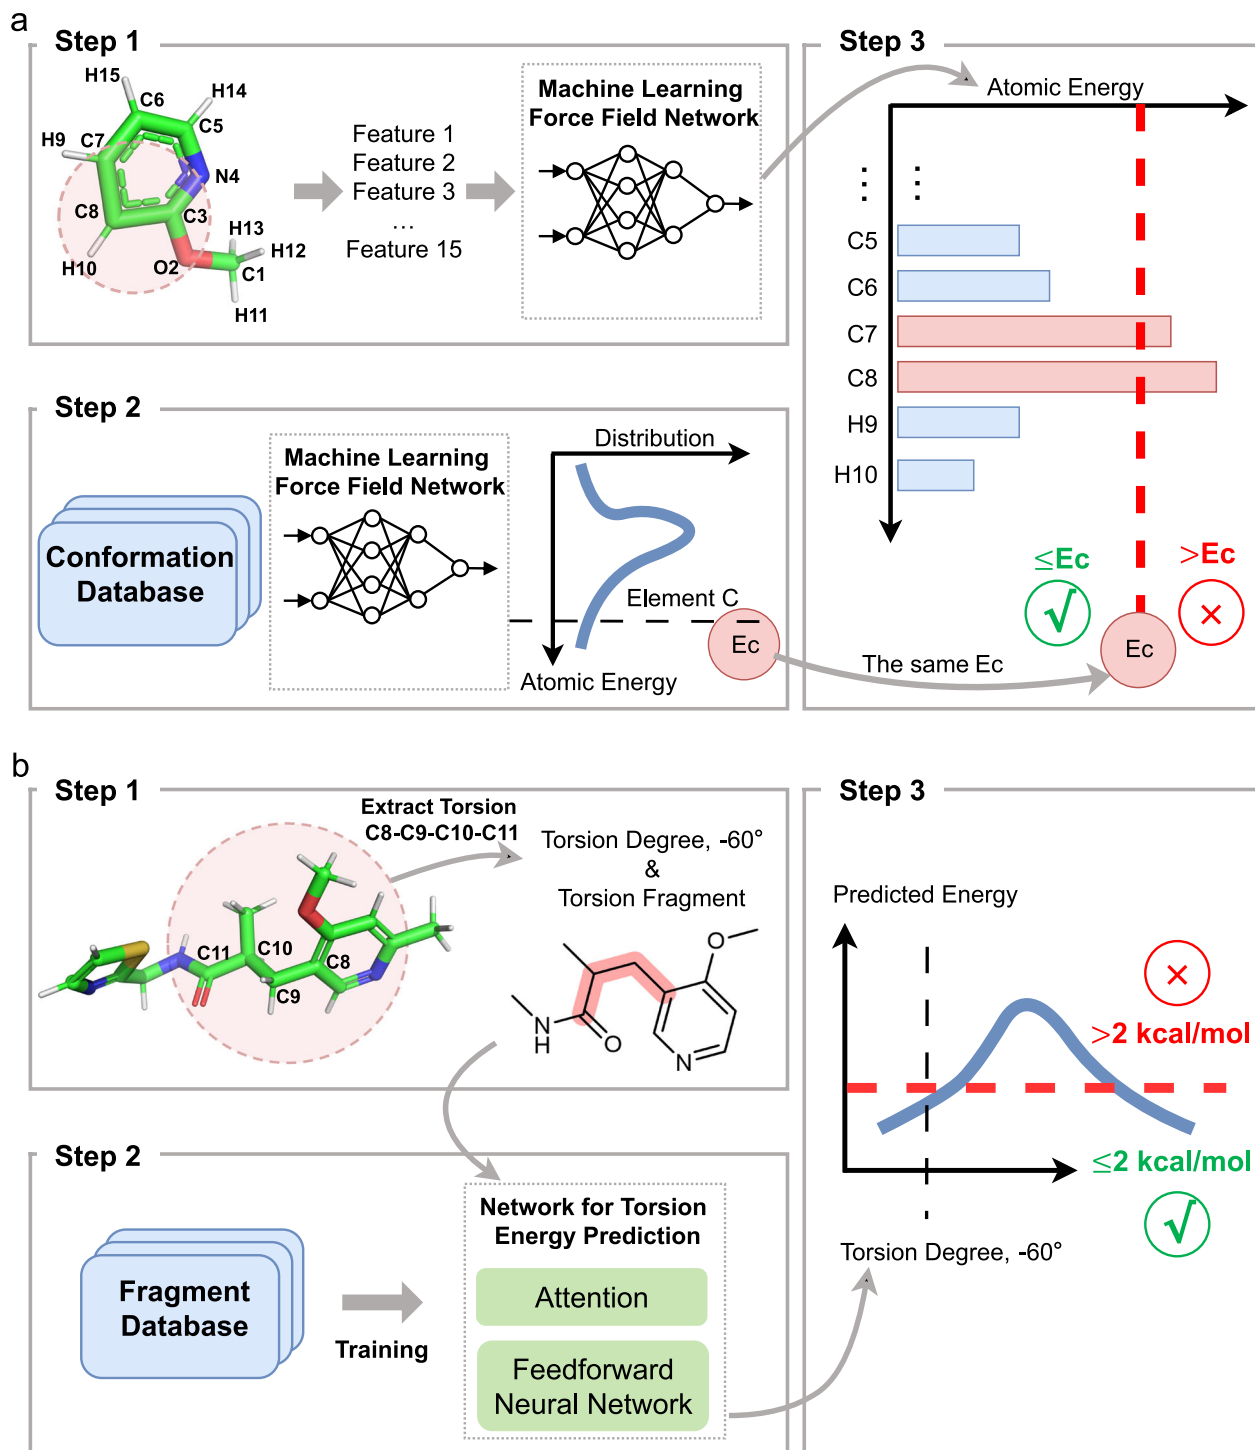 a
Step 1
H15
H14
C6
C5
H9
C7
N4
C8
C3
H13
H12
H10
O2
C1
H11
Feature 1
Feature 2
Feature 3
...
Feature 15
Machine Learning
Force Field Network
Step 2
Conformation
Database
Machine Learning
Force Field Network
Distribution
Element C
Ec
Atomic Energy
The same Ec
Step 3
Atomic Energy
C5
C6
C7
C8
H9
H10
≤Ec
>Ec
√
×
Ec
b
Step 1
Extract Torsion
C8-C9-C10-C11
Torsion Degree, -60°
&
Torsion Fragment
C11
C10
C8
C9
O
N
H
O
N
Step 2
Fragment
Database
Training
Network for Torsion
Energy Prediction
Attention
Feedforward
Neural Network
Step 3
Predicted Energy
×
>2 kcal/mol
≤2 kcal/mol
√
Torsion Degree, -60°